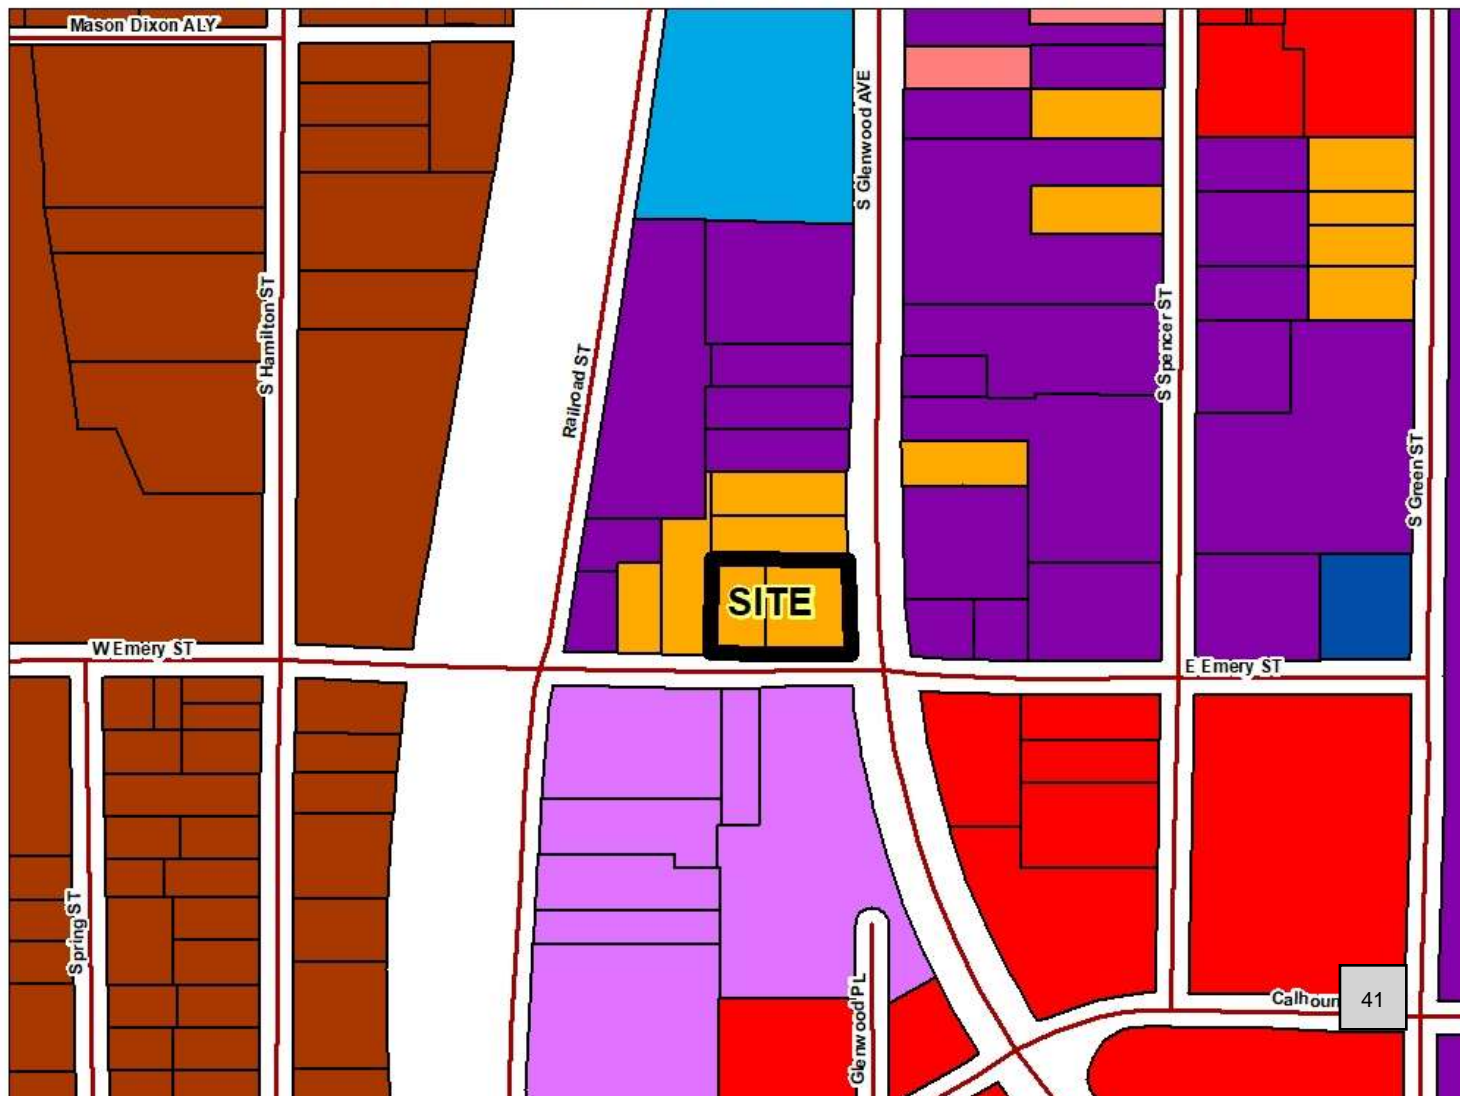 Mason Dixon ALY
S Glenwood AVE
S Hamilton ST
S Spencer ST
Railroad ST
S Green ST
SITE
W Emery ST
E Emery ST
Spring ST
Glenwood PL
Calhoun
41